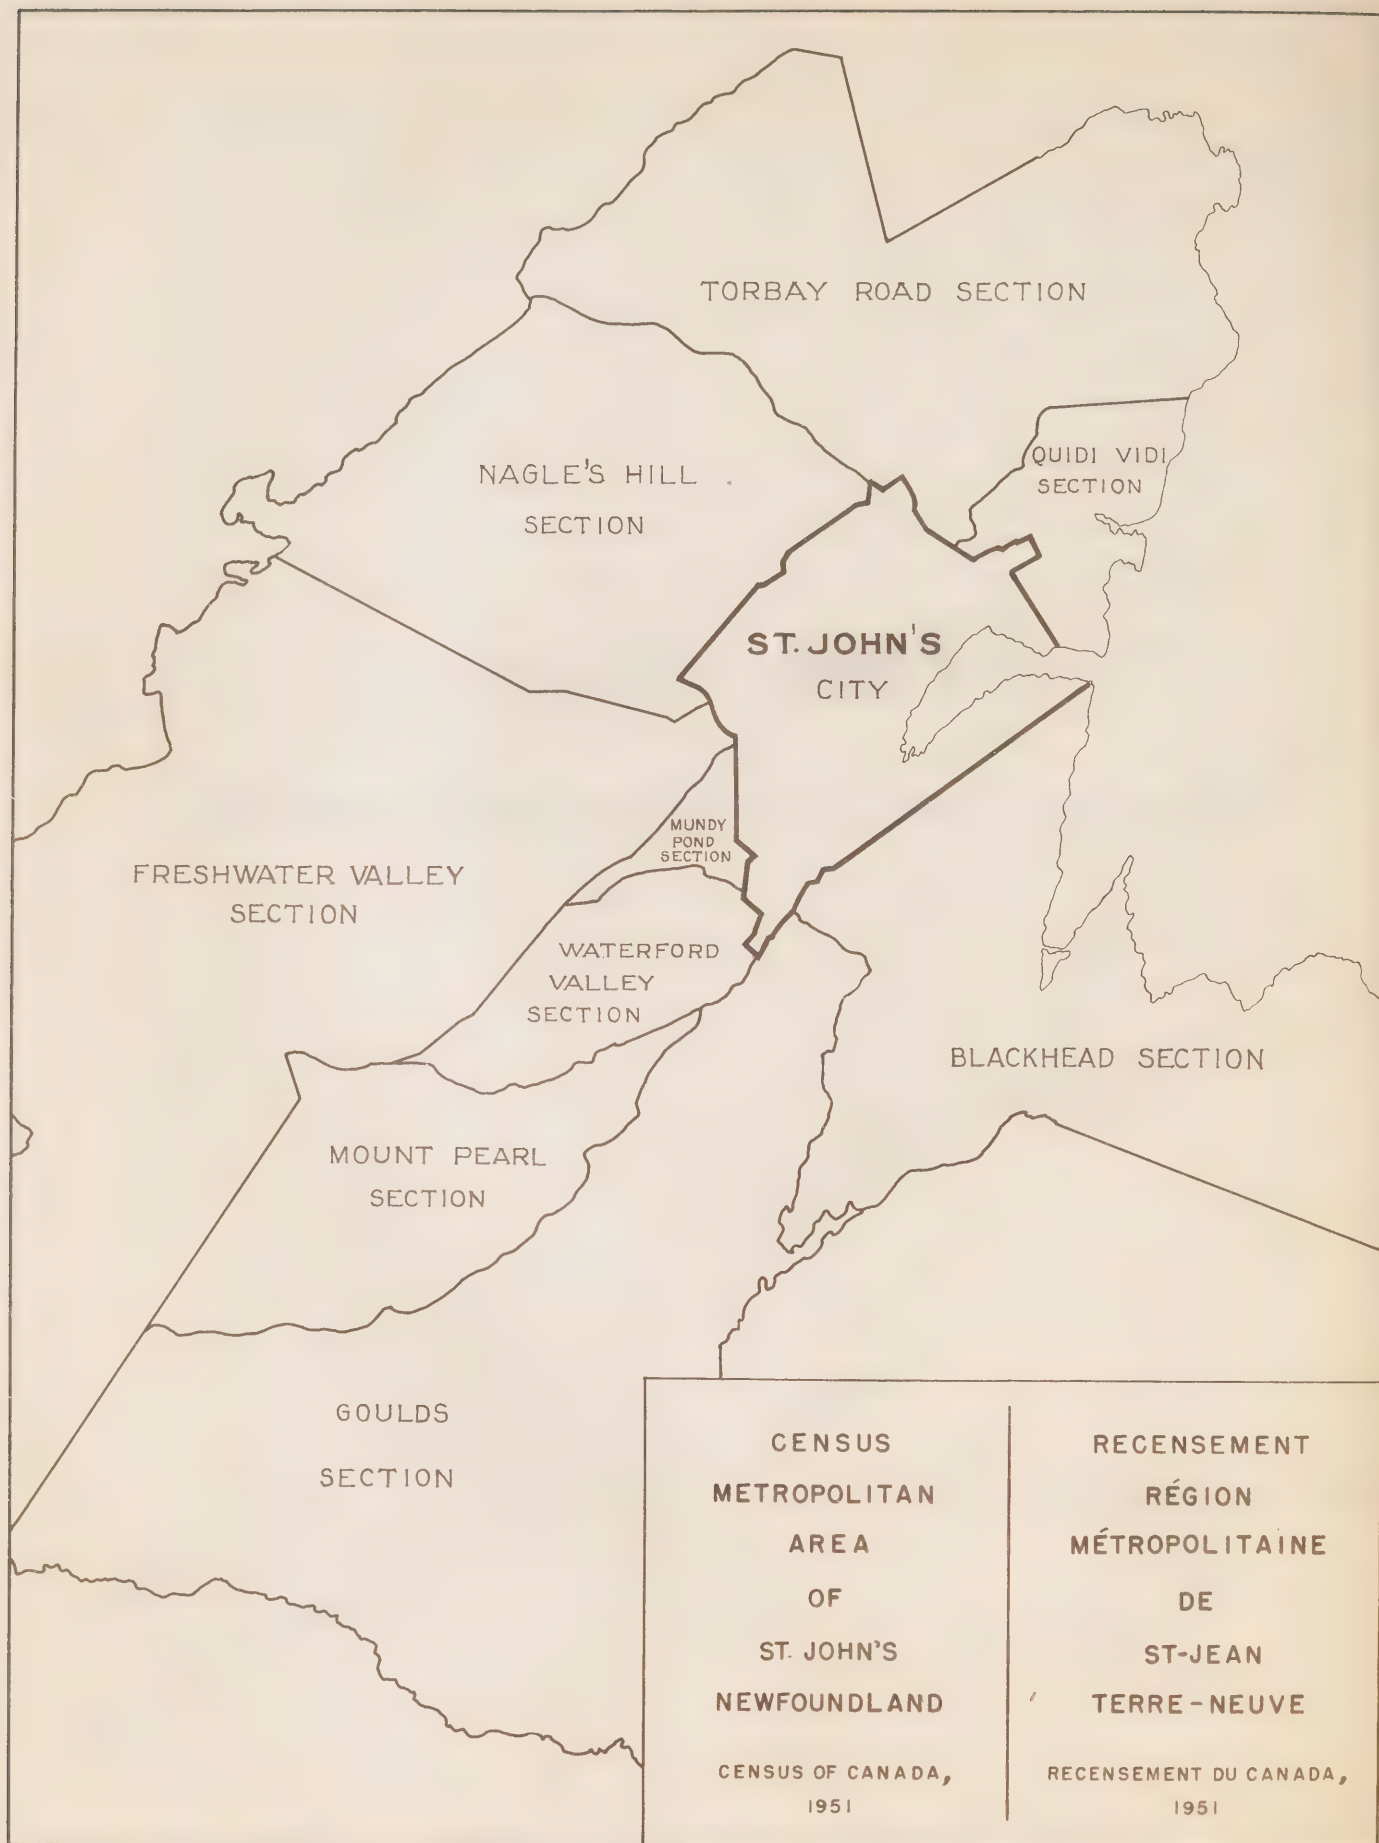 TORBAY ROAD SECTION
QUIDI VIDI
SECTION
NAGLE'S HILL
SECTION
ST. JOHN'S
CITY
MUNDY
POND
SECTION
FRESHWATER VALLEY
SECTION
WATERFORD
VALLEY
SECTION
BLACKHEAD SECTION
MOUNT PEARL
SECTION
GOULDS
SECTION
CENSUS
METROPOLITAN
AREA
OF
ST. JOHN'S
NEWFOUNDLAND
CENSUS OF CANADA,
1951
RECENSEMENT
RÉGION
MÉTROPOLITAINE
DE
ST-JEAN
TERRE-NEUVE
RECENSEMENT DU CANADA,
1951